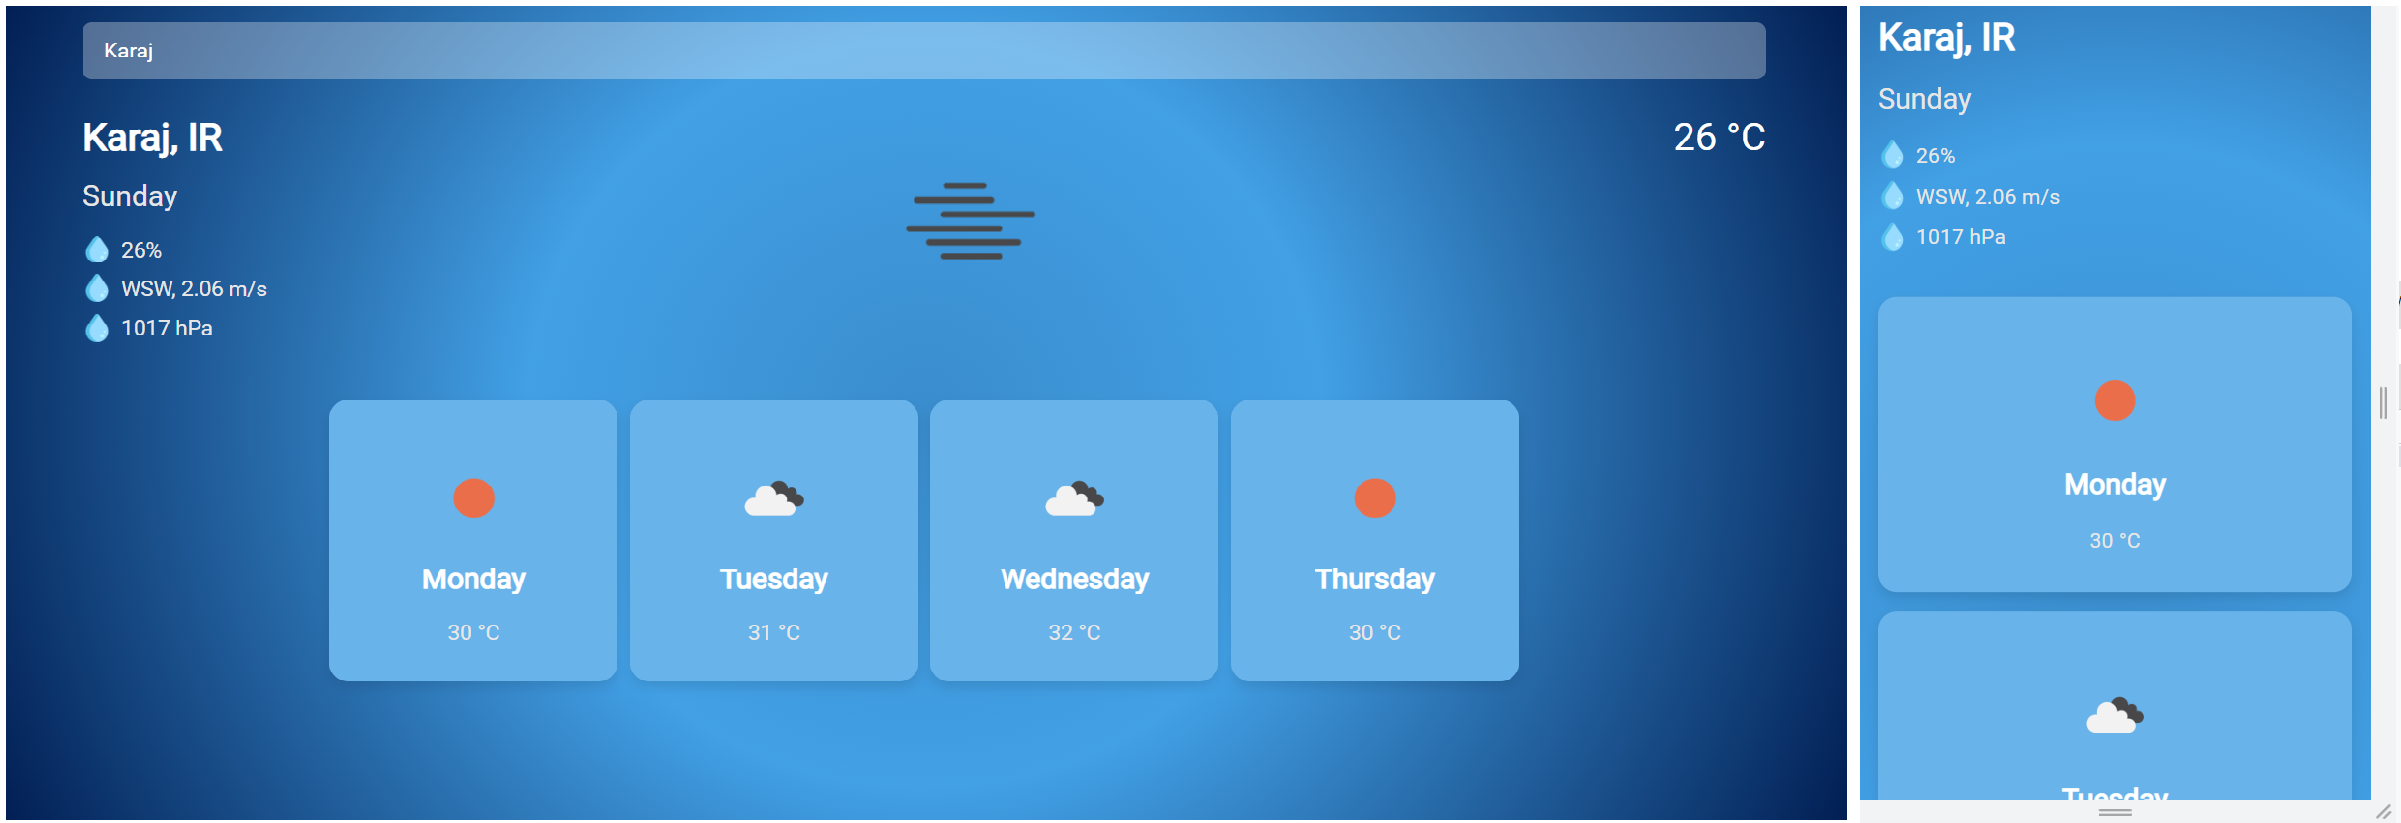 Karaj
Karaj, IR
26 °C
Sunday
26%
WSW, 2.06 m/s
1017 hPa
Monday
30 °C
Tuesday
31 °C
Wednesday
32 °C
Thursday
30 °C
Karaj, IR
Sunday
26%
WSW, 2.06 m/s
1017 hPa
Monday
30 °C
Tuesday